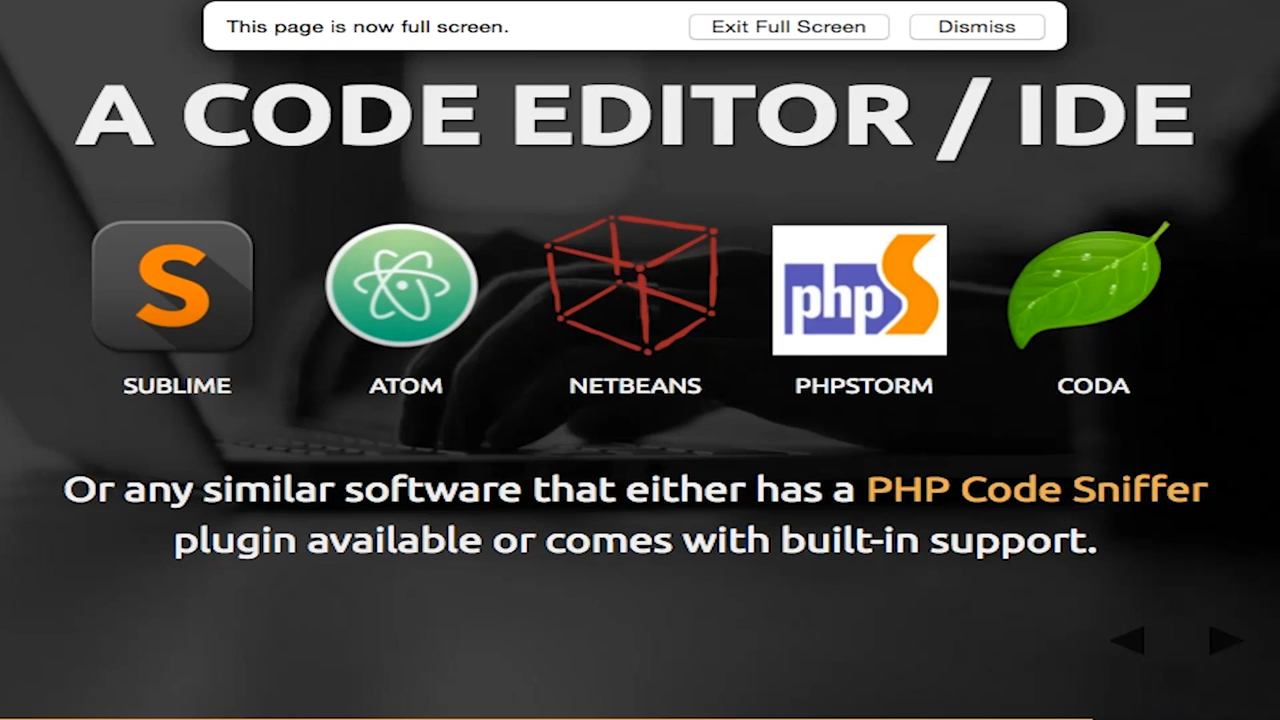 This page is now full screen. Exit Full Screen Dismiss
A CODE EDITOR / IDE
S php S
SUBLIME ATOM NETBEANS PHPSTORM CODA
Or any similar software that either has a PHP Code Sniffer
plugin available or comes with built-in support.